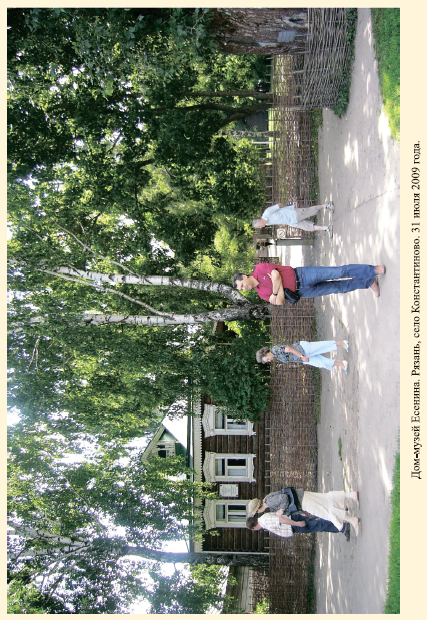 Дом-музей Есенина. Рязань, село Константиново. 31 июля 2009 года.